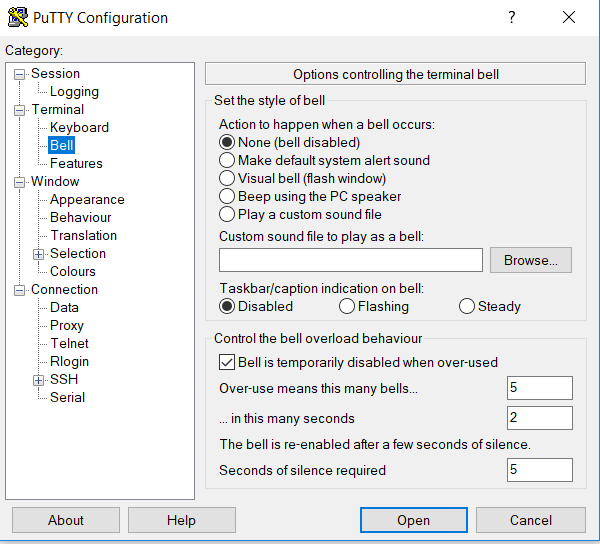 PuTTY Configuration
Category:
Session
Logging
Terminal
Keyboard
Bell
Features
Window
Appearance
Behaviour
Translation
Selection
Colours
Connection
Data
Proxy
Telnet
Rlogin
SSH
Serial
Options controlling the terminal bell
Set the style of bell
Action to happen when a bell occurs:
None (bell disabled)
Make default system alert sound
Visual bell (flash window)
Beep using the PC speaker
Play a custom sound file
Custom sound file to play as a bell:
Browse...
Taskbar/caption indication on bell:
Disabled Flashing Steady
Control the bell overload behaviour
Bell is temporarily disabled when over-used
Over-use means this many bells... 5
... in this many seconds 2
The bell is re-enabled after a few seconds of silence.
Seconds of silence required 5
About Help Open Cancel